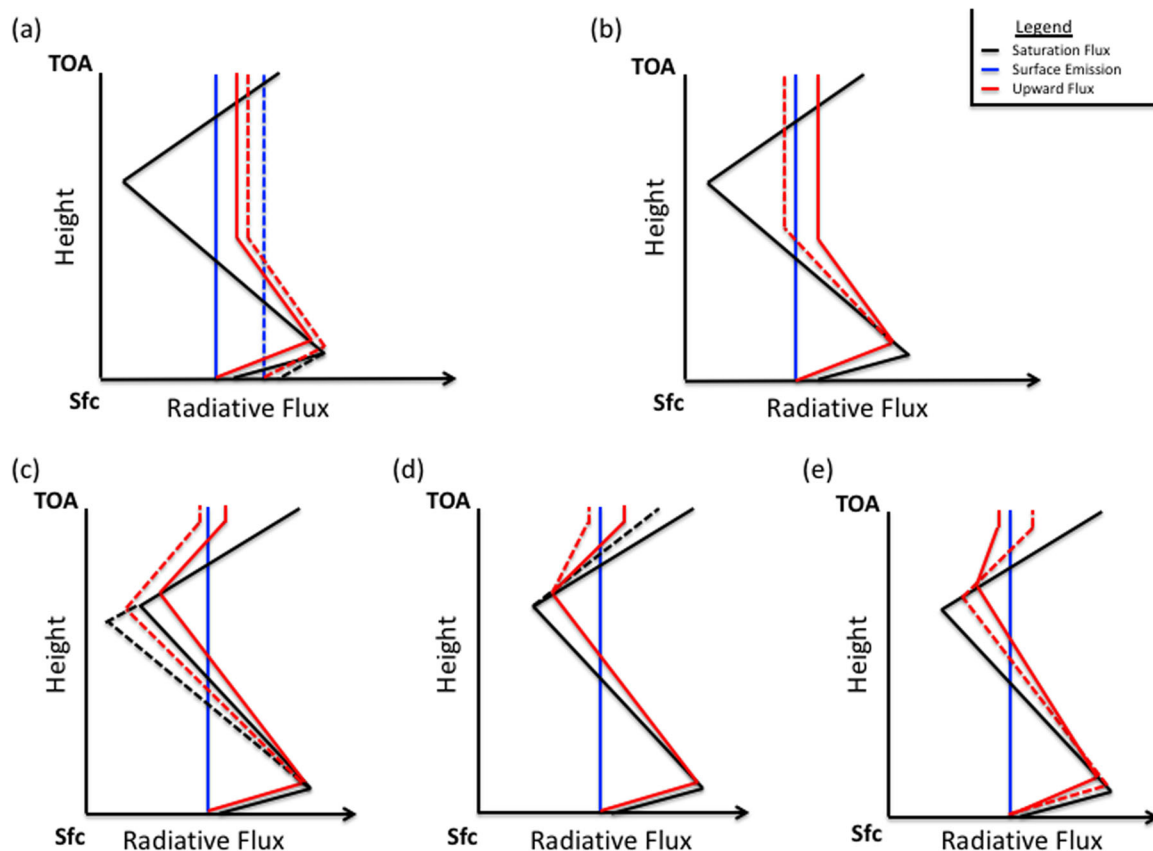 (a)
TOA
Height
Sfc
Radiative Flux
(b)
TOA
Height
Sfc
Radiative Flux
Legend
Saturation Flux
Surface Emission
Upward Flux
(c)
TOA
Height
Sfc
Radiative Flux
(d)
TOA
Height
Sfc
Radiative Flux
(e)
TOA
Height
Sfc
Radiative Flux